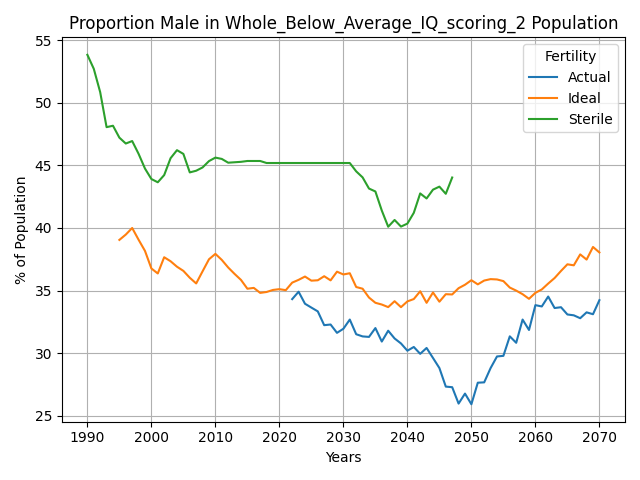 Proportion Male in Whole_Below_Average_IQ_scoring_2 Population
Fertility
Actual
Ideal
Sterile
% of Population
55
50
45
40
35
30
25
1990 2000 2010 2020 2030 2040 2050 2060 2070
Years